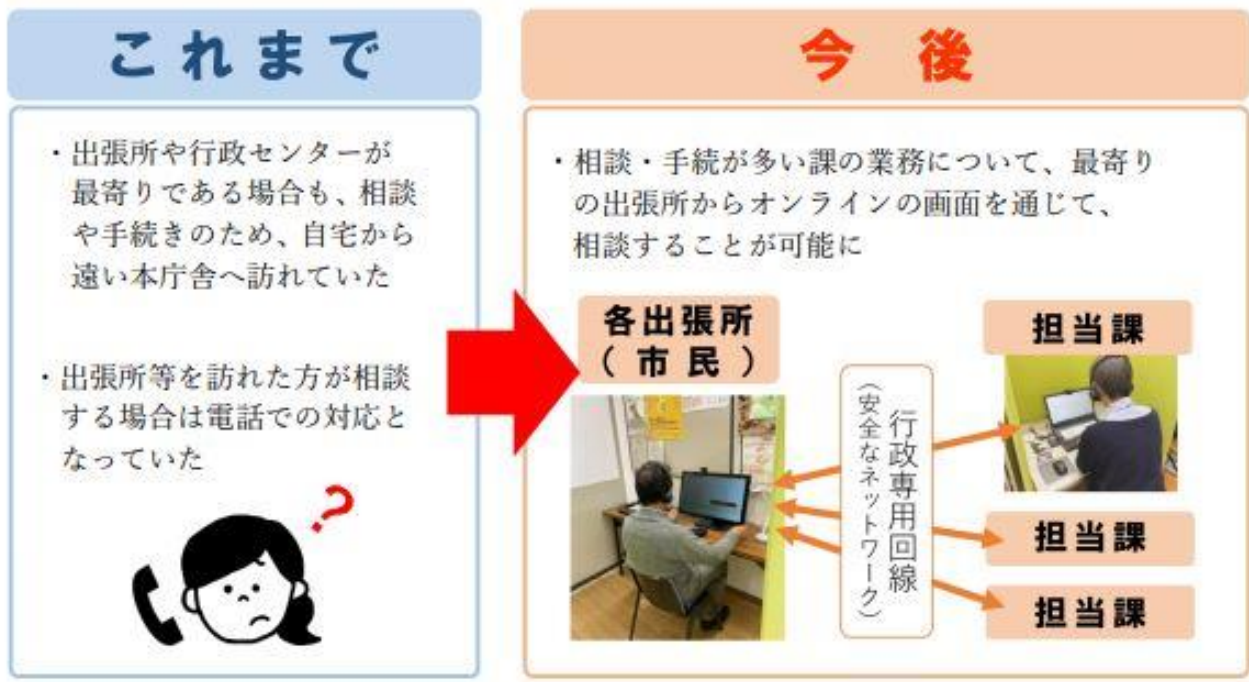 これまで
・出張所や行政センターが
最寄りである場合も、相談
や手続きのため、自宅から
遠い本庁舎へ訪れていた
・出張所等を訪れた方が相談
する場合は電話での対応と
なっていた
?
今後
・相談・手続が多い課の業務について、最寄り
の出張所からオンラインの画面を通じて、
相談することが可能に
各出張所
(市民)
行政専用回線
(安全なネットワーク)
担当課
担当課
担当課